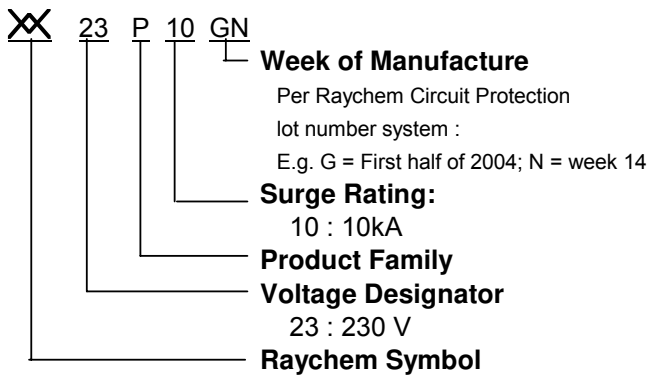 XX 23 P 10 GN
Week of Manufacture
Per Raychem Circuit Protection
lot number system :
E.g. G = First half of 2004; N = week 14
Surge Rating:
10 : 10kA
Product Family
Voltage Designator
23 : 230 V
Raychem Symbol